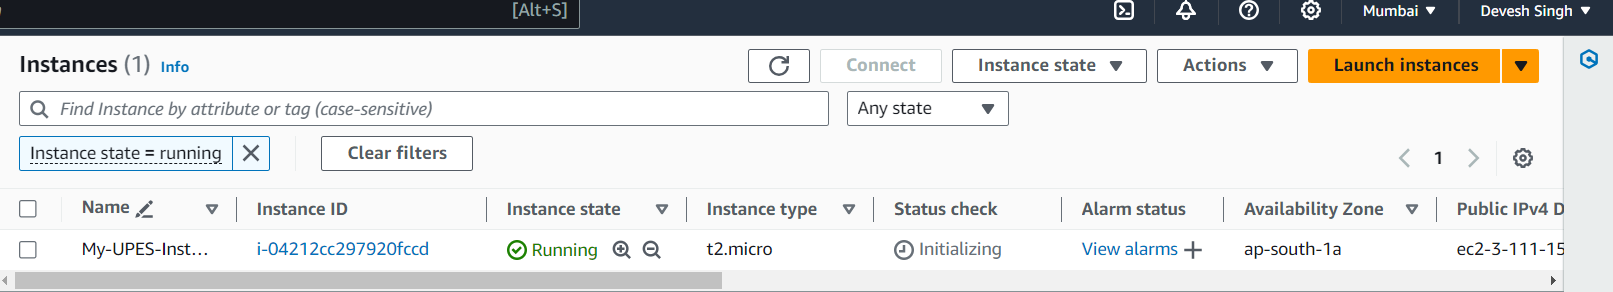 [Alt+S] Mumbai Devesh Singh
Instances (1) Info Connect Instance state Actions Launch instances
Find Instance by attribute or tag (case-sensitive) Any state
Instance state = running Clear filters 1
Name Instance ID Instance state Instance type Status check Alarm status Availability Zone Public IPv4 D
My-UPES-Inst... i-04212cc297920fccd Running t2.micro Initializing View alarms + ap-south-1a ec2-3-111-15